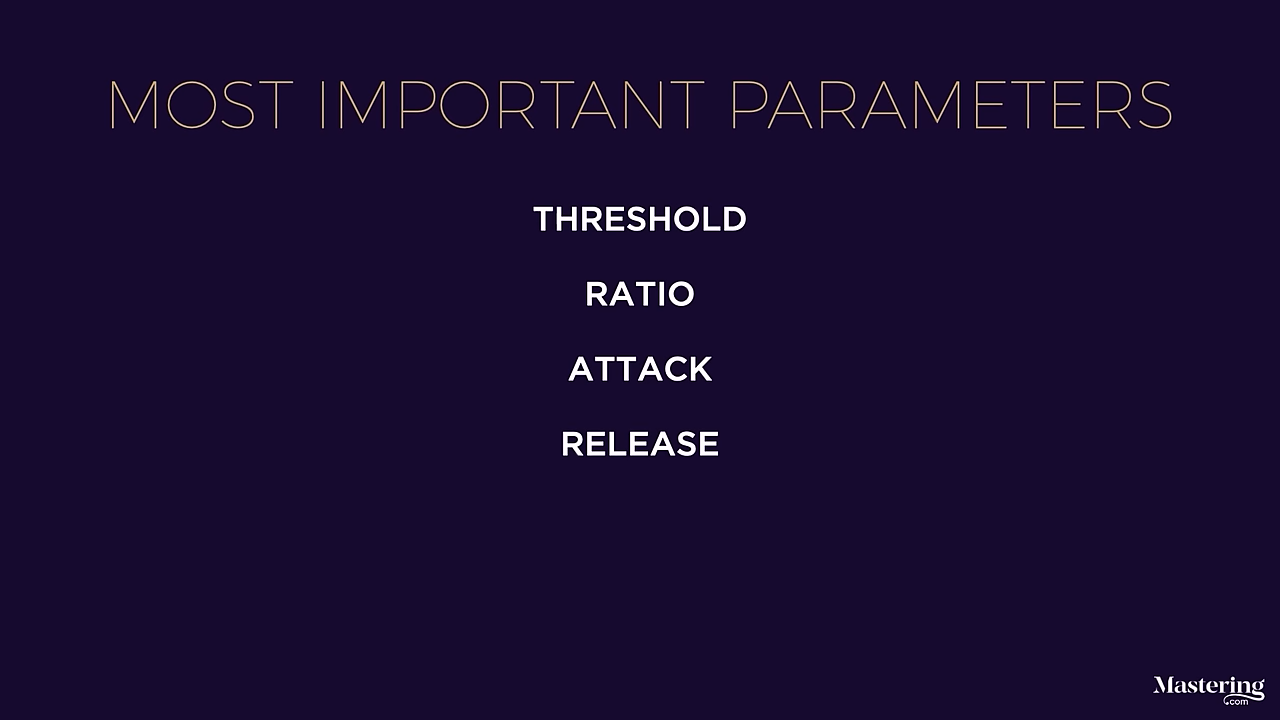 MOST IMPORTANT PARAMETERS
THRESHOLD
RATIO
ATTACK
RELEASE
Mastering
.com